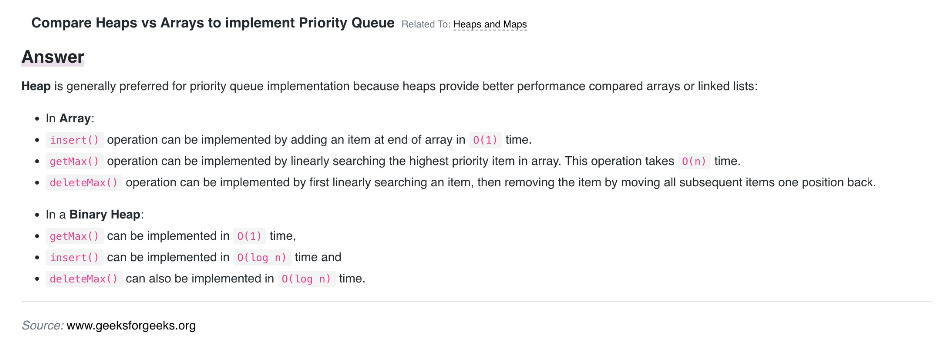 Compare Heaps vs Arrays to implement Priority Queue Related To: Heaps and Maps
Answer
Heap is generally preferred for priority queue implementation because heaps provide better performance compared arrays or linked lists:
• In Array:
• insert() operation can be implemented by adding an item at end of array in O(1) time.
• getMax() operation can be implemented by linearly searching the highest priority item in array. This operation takes O(n) time.
• deleteMax() operation can be implemented by first linearly searching an item, then removing the item by moving all subsequent items one position back.
• In a Binary Heap:
• getMax() can be implemented in O(1) time,
• insert() can be implemented in O(log n) time and
• deleteMax() can also be implemented in O(log n) time.
Source: www.geeksforgeeks.org